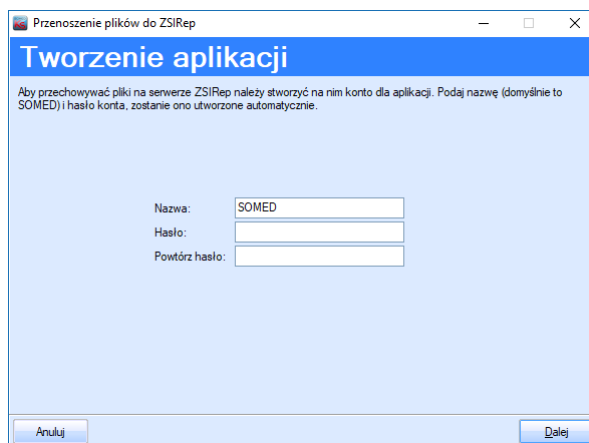 Przenoszenie plików do ZSIRep
Tworzenie aplikacji
Aby przechowywać pliki na serwerze ZSIRep należy stworzyć na nim konto dla aplikacji. Podaj nazwę (domyślnie to
SOMED) i hasło konta, zostanie ono utworzone automatycznie.
Nazwa: SOMED
Hasło:
Powtórz hasło:
Anuluj Dalej